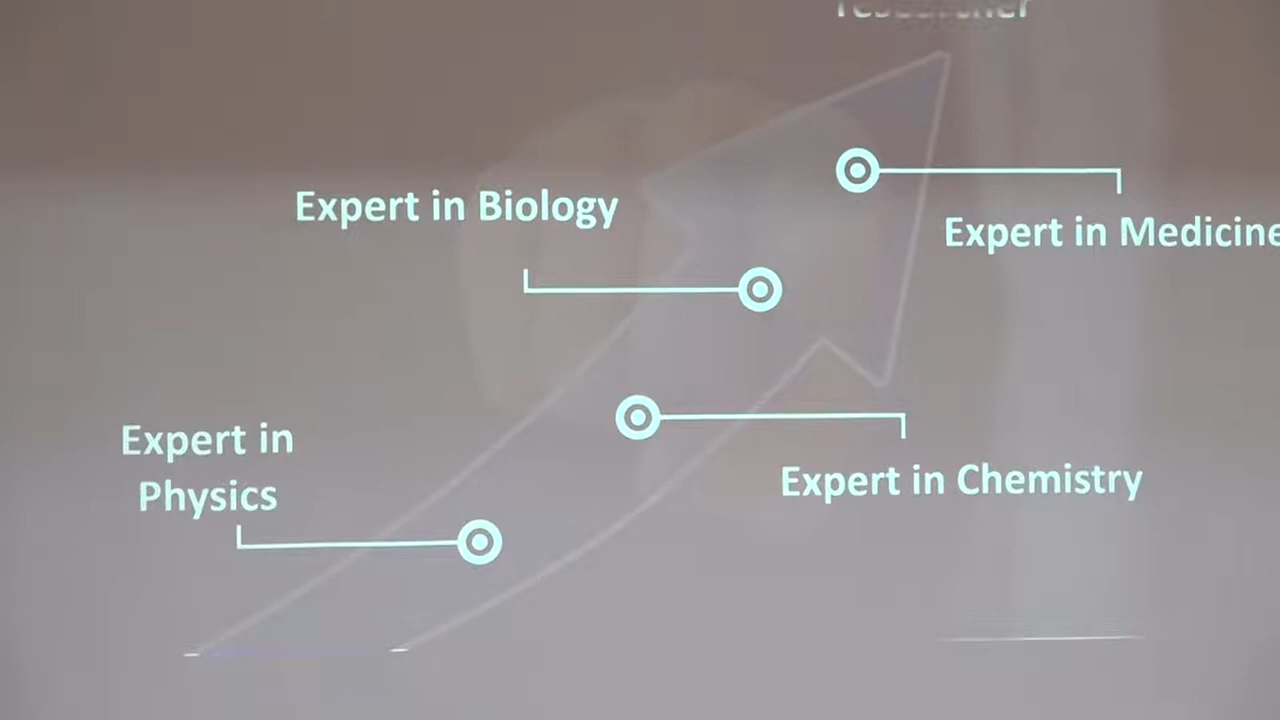 Expert in Biology
Expert in Medicine
Expert in
Physics
Expert in Chemistry